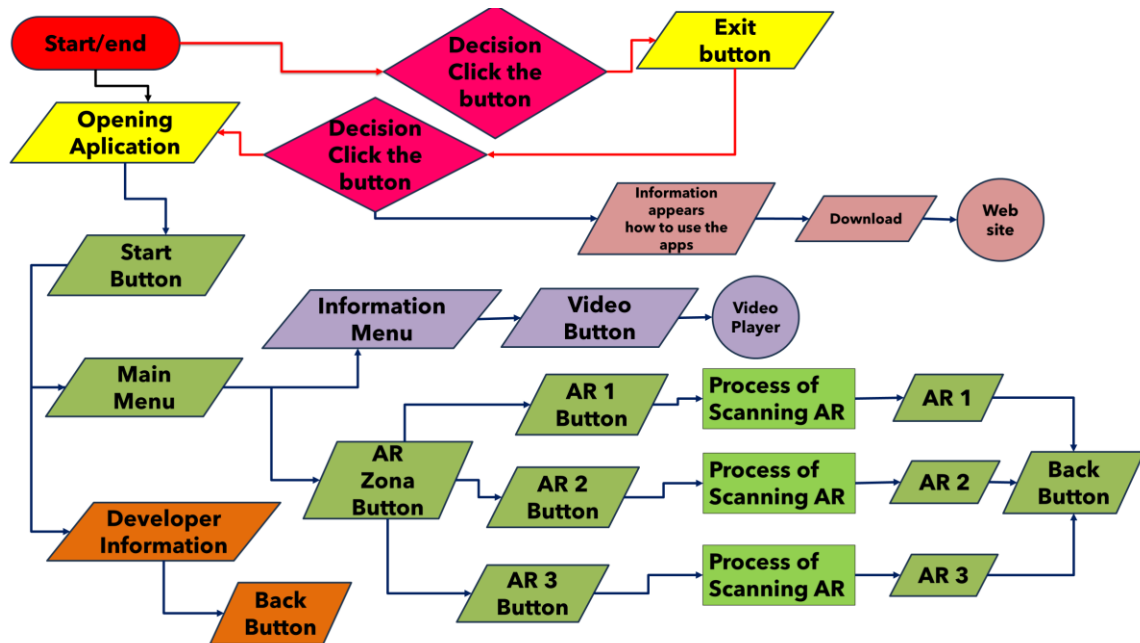 Start/end
Decision
Click the
button
Exit
button
Opening
Aplication
Decision
Click the
button
Information
appears
how to use the
apps
Download
Web
site
Start
Button
Information
Menu
Video
Button
Video
Player
Main
Menu
AR 1
Button
Process of
Scanning AR
AR 1
AR
Zona
Button
AR 2
Button
Process of
Scanning AR
AR 2
Back
Button
Developer
Information
AR 3
Button
Process of
Scanning AR
AR 3
Back
Button